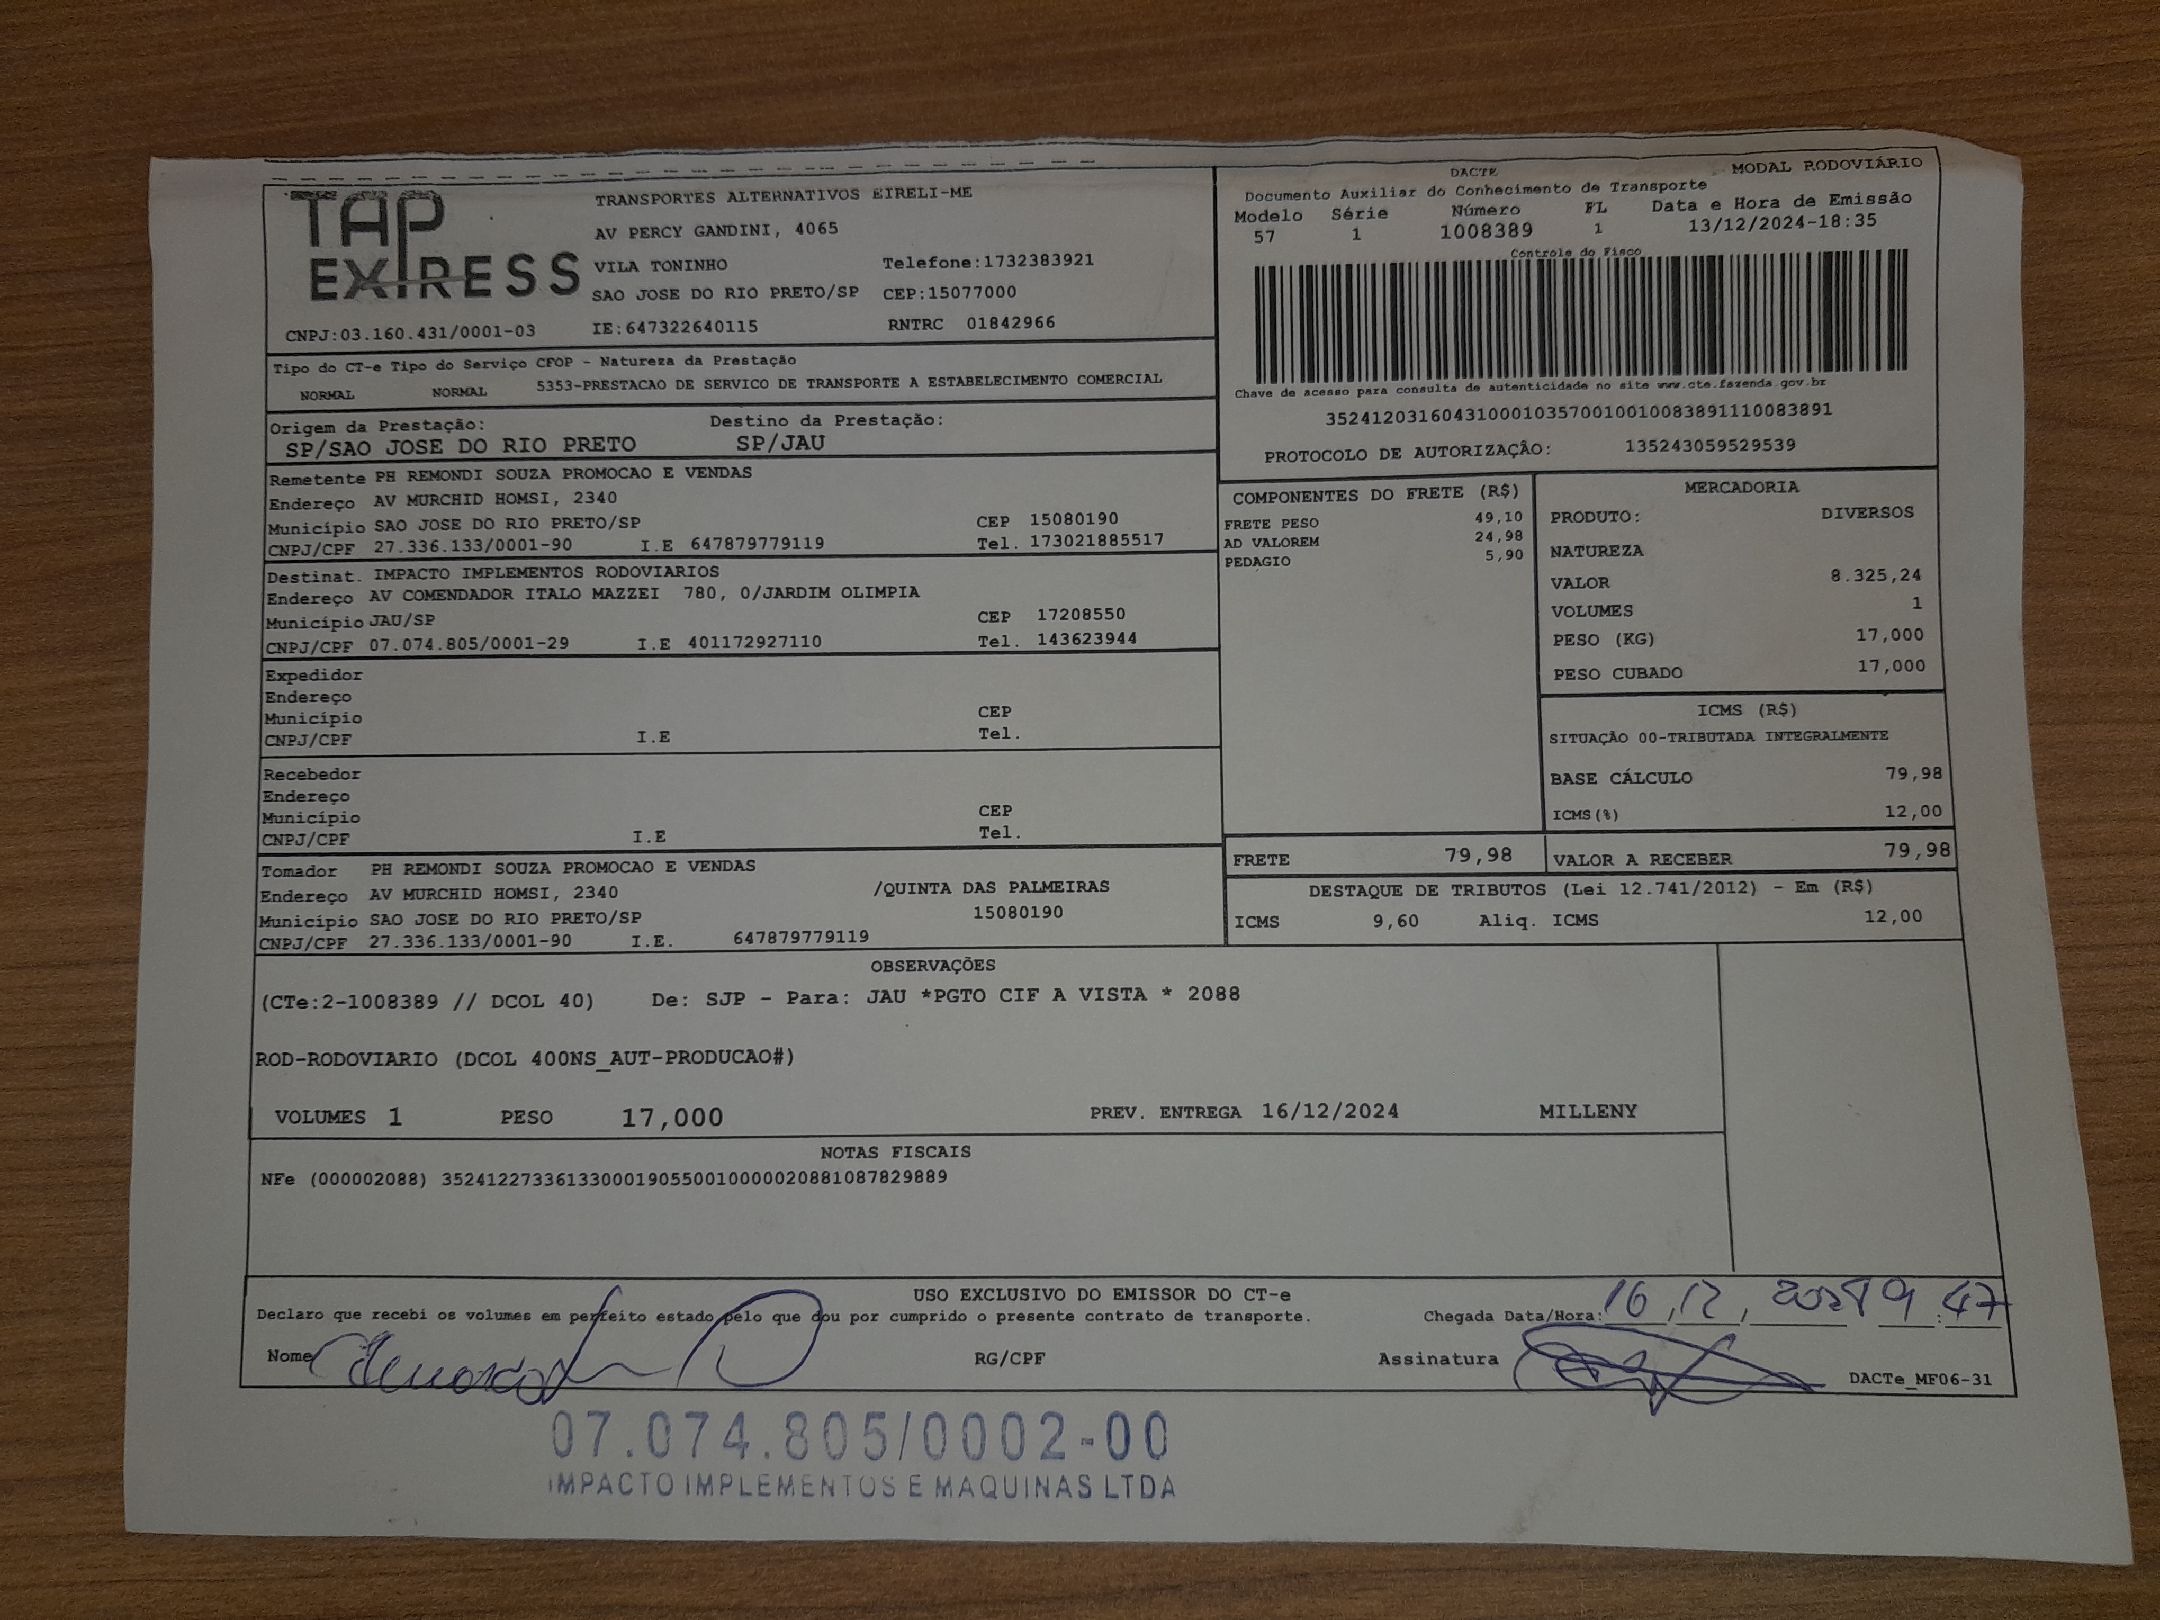 TAP EXPRESS
TRANSPORTES ALTERNATIVOS EIRELI-ME
AV PERCY GANDINI, 4065
VILA TONINHO Telefone:1732383921
SAO JOSE DO RIO PRETO/SP CEP:15077000
CNPJ:03.160.431/0001-03 IE:647322640115 RNTRC 01842966
DACTE MODAL RODOVIÁRIO
Documento Auxiliar do Conhecimento de Transporte
Modelo Série Número FL Data e Hora de Emissão
57 1 1008389 1 13/12/2024-18:35
Controle do Fisco
Chave de acesso para consulta de autenticidade no site www.cte.fazenda.gov.br
35241203160431000103570010010083891110083891
PROTOCOLO DE AUTORIZAÇÂO: 135243059529539
Tipo do CT-e Tipo do Serviço CFOP - Natureza da Prestação
NORMAL NORMAL 5353-PRESTACAO DE SERVICO DE TRANSPORTE A ESTABELECIMENTO COMERCIAL
Origem da Prestação: Destino da Prestação:
SP/SAO JOSE DO RIO PRETO SP/JAU
Remetente PH REMONDI SOUZA PROMOCAO E VENDAS
Endereço AV MURCHID HOMSI, 2340
Município SAO JOSE DO RIO PRETO/SP CEP 15080190
CNPJ/CPF 27.336.133/0001-90 I.E 647879779119 Tel. 173021885517
Destinat. IMPACTO IMPLEMENTOS RODOVIARIOS
Endereço AV COMENDADOR ITALO MAZZEI 780, 0/JARDIM OLIMPIA
Município JAU/SP CEP 17208550
CNPJ/CPF 07.074.805/0001-29 I.E 401172927110 Tel. 143623944
Expedidor
Endereço
Município CEP
CNPJ/CPF I.E Tel.
Recebedor
Endereço
Município CEP
CNPJ/CPF I.E Tel.
Tomador PH REMONDI SOUZA PROMOCAO E VENDAS
Endereço AV MURCHID HOMSI, 2340 /QUINTA DAS PALMEIRAS
Município SAO JOSE DO RIO PRETO/SP 15080190
CNPJ/CPF 27.336.133/0001-90 I.E. 647879779119
COMPONENTES DO FRETE (R$)
FRETE PESO 49,10
AD VALOREM 24,98
PEDAGIO 5,90
MERCADORIA
PRODUTO: DIVERSOS
NATUREZA
VALOR 8.325,24
VOLUMES 1
PESO (KG) 17,000
PESO CUBADO 17,000
ICMS (R$)
SITUAÇÃO 00-TRIBUTADA INTEGRALMENTE
BASE CÁLCULO 79,98
ICMS(%) 12,00
FRETE 79,98 VALOR A RECEBER 79,98
DESTAQUE DE TRIBUTOS (Lei 12.741/2012) - Em (R$)
ICMS 9,60 Aliq. ICMS 12,00
OBSERVAÇÕES
(CTe:2-1008389 // DCOL 40) De: SJP - Para: JAU *PGTO CIF A VISTA * 2088
ROD-RODOVIARIO (DCOL 400NS_AUT-PRODUCAO#)
VOLUMES 1 PESO 17,000 PREV. ENTREGA 16/12/2024 MILLENY
NOTAS FISCAIS
NFe (000002088) 35241227336133000190550010000020881087829889
USO EXCLUSIVO DO EMISSOR DO CT-e
Declaro que recebi os volumes em perfeito estado pelo que dou por cumprido o presente contrato de transporte.
Chegada Data/Hora: 16, 12, 2024 9 : 47
Nome RG/CPF Assinatura DACTe_MF06-31
07.074.805/0002-00
IMPACTO IMPLEMENTOS E MAQUINAS LTDA